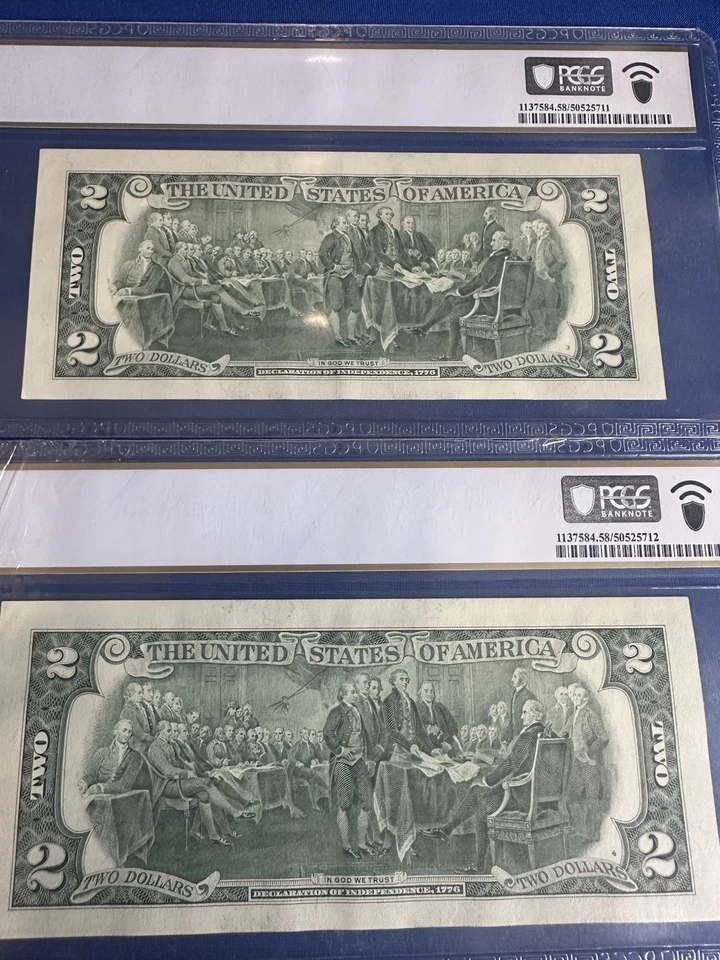 PCGS
BANKNOTE
1137584.58/50525711
2 THE UNITED STATES OF AMERICA 2
TWO TWO
2 TWO DOLLARS IN GOD WE TRUST TWO DOLLARS 2
DECLARATION OF INDEPENDENCE, 1776
3
PCGS
BANKNOTE
1137584.58/50525712
2 THE UNITED STATES OF AMERICA 2
TWO TWO
2 TWO DOLLARS IN GOD WE TRUST TWO DOLLARS 2
DECLARATION OF INDEPENDENCE, 1776
4